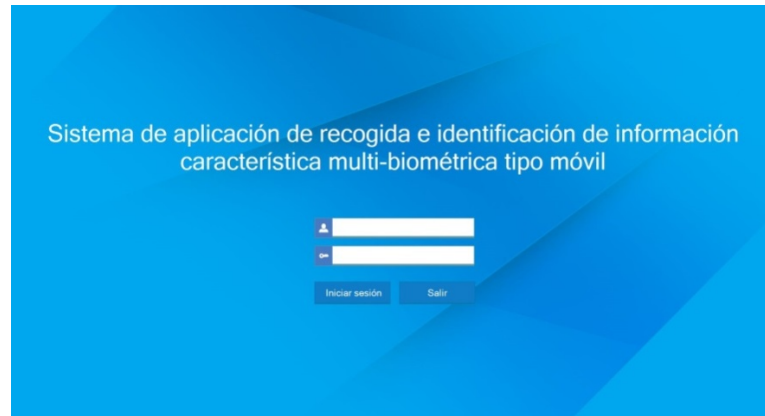 Sistema de aplicación de recogida e identificación de información
característica multi-biométrica tipo móvil
Iniciar sesión
Salir